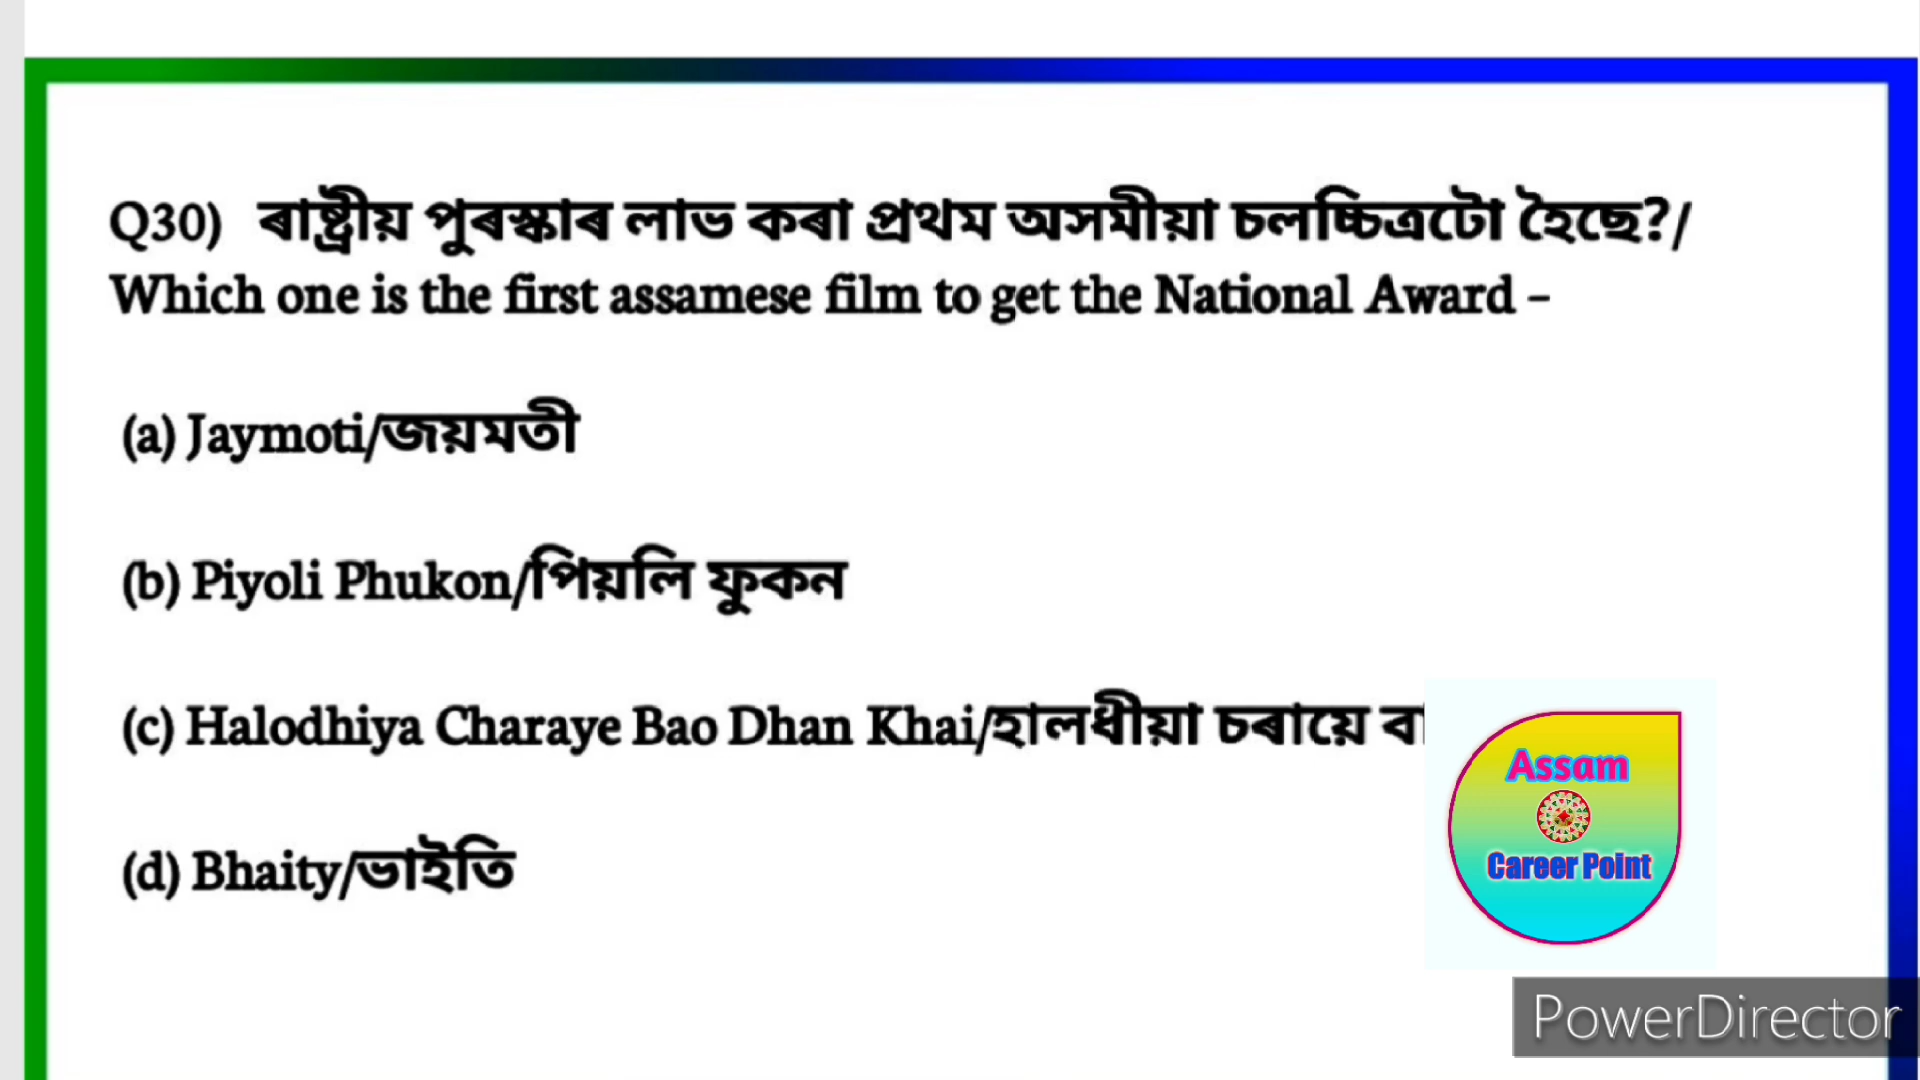 Q30) ৰাষ্ট্ৰীয় পুৰস্কাৰ লাভ কৰা প্ৰথম অসমীয়া চলচ্চিত্ৰটো হৈছে?/
Which one is the first assamese film to get the National Award –
(a) Jaymoti/জয়মতী
(b) Piyoli Phukon/পিয়লি ফুকন
(c) Halodhiya Charaye Bao Dhan Khai/হালধীয়া চৰায়ে
(d) Bhaity/ভাইতি
Assam
Career Point
PowerDirector